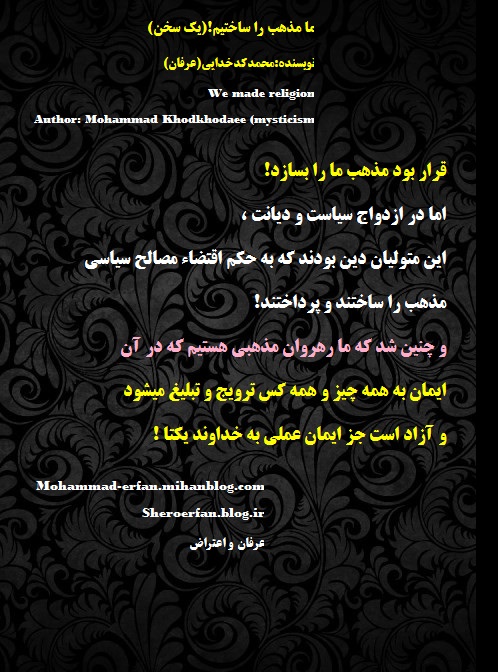 ما مذهب را ساختیم!(یک سخن)
نویسنده:محمدکدخدایی(عرفان)
We made religion
Author: Mohammad Khodkhodaee (mysticism
قرار بود مذهب ما را بسازد!
اما در ازدواج سیاست و دیانت ،
این متولیان دین بودند که به حکم اقتضاء مصالح سیاسی
مذهب را ساختند و پرداختند!
و چنین شد که ما رهروان مذهبی هستیم که در آن
ایمان به همه چیز و همه کس ترویج و تبلیغ میشود
و آزاد است جز ایمان عملی به خداوند یکتا !
Mohammad-erfan.mihanblog.com
Sheroerfan.blog.ir
عرفان و اعتراض